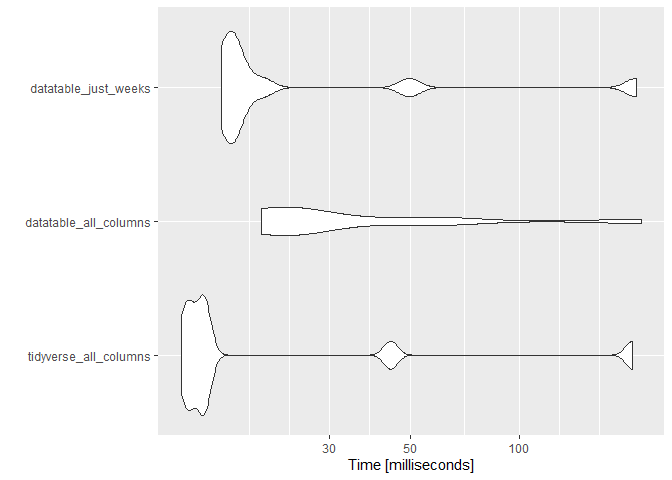 datatable_just_weeks
datatable_all_columns
tidyverse_all_columns
30 50 100
Time [milliseconds]